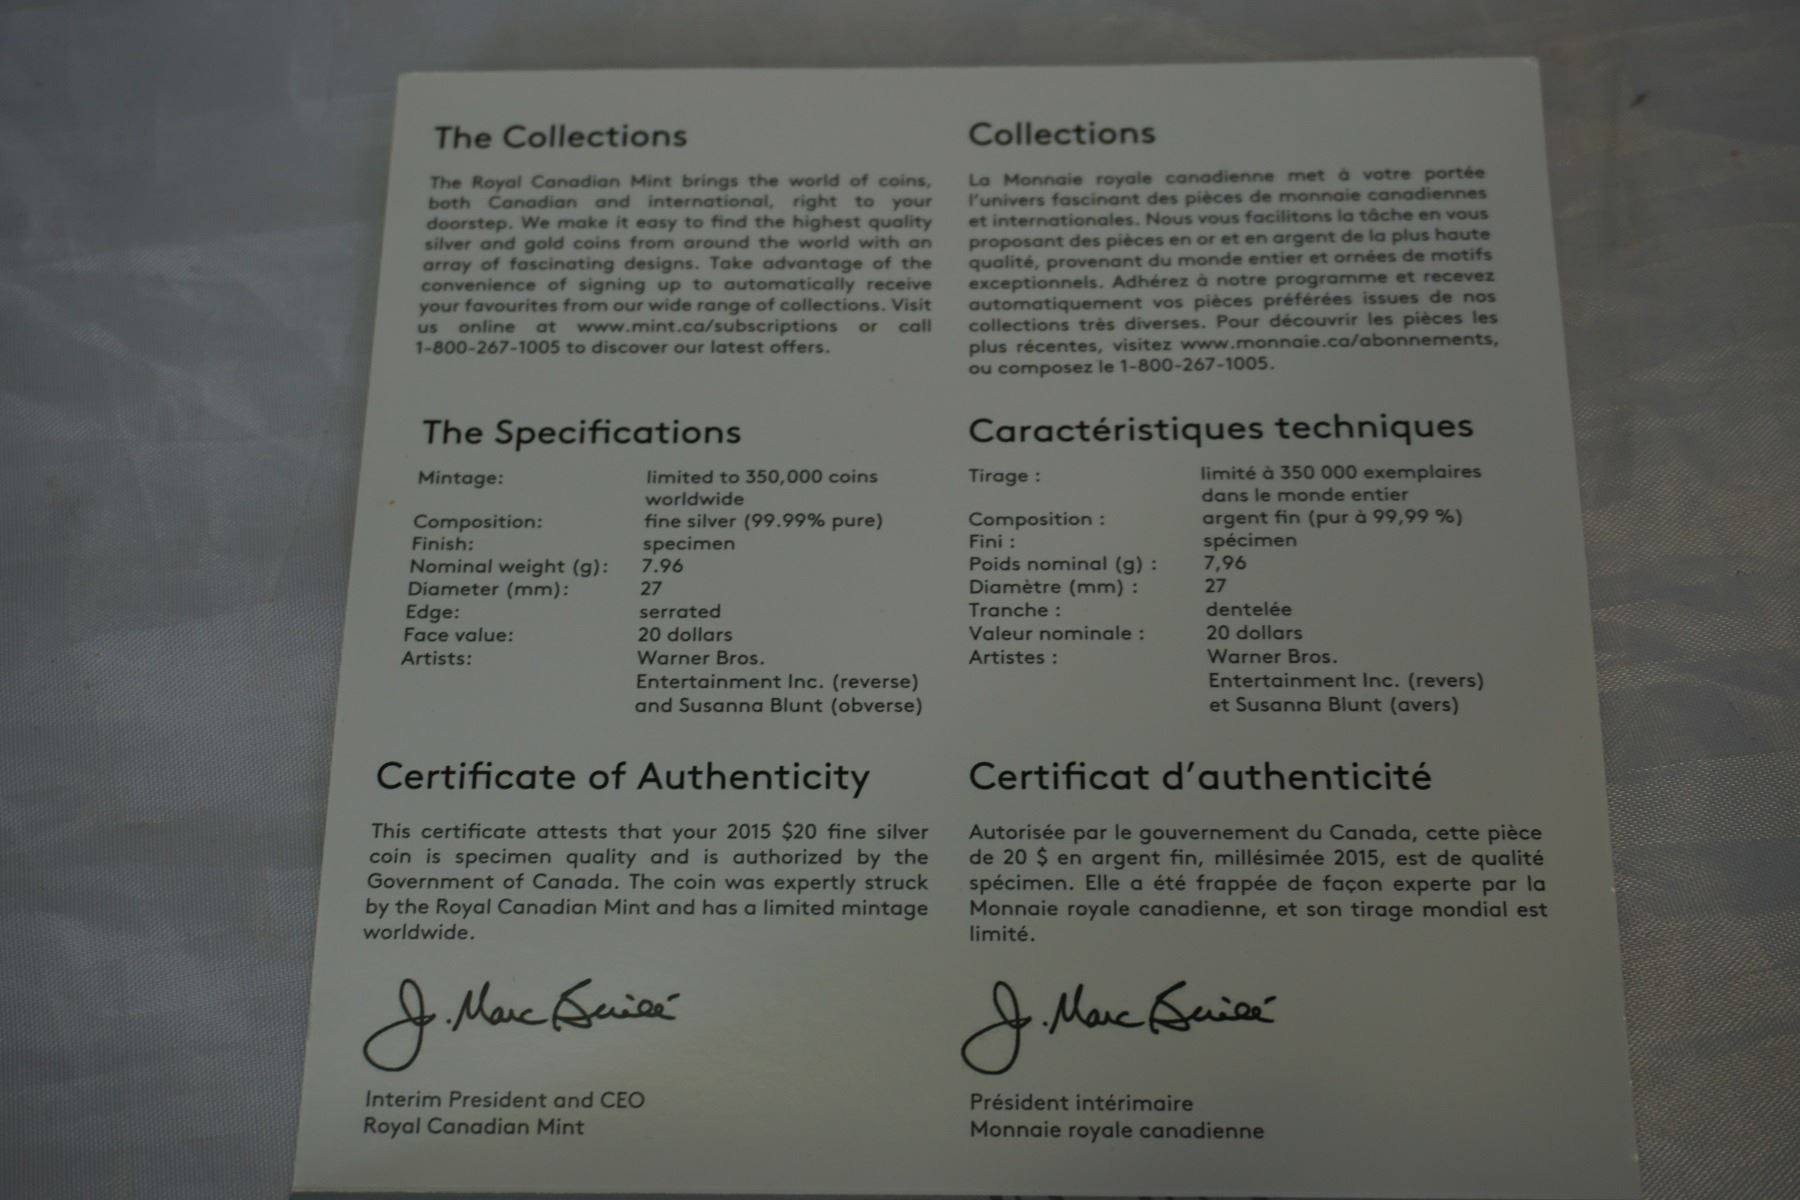 The Collections
The Royal Canadian Mint brings the world of coins,
both Canadian and international, right to your
doorstep. We make it easy to find the highest quality
silver and gold coins from around the world with an
array of fascinating designs. Take advantage of the
convenience of signing up to automatically receive
your favourites from our wide range of collections. Visit
us online at www.mint.ca/subscriptions or call
1-800-267-1005 to discover our latest offers.
The Specifications
Mintage: limited to 350,000 coins
worldwide
Composition: fine silver (99.99% pure)
Finish: specimen
Nominal weight (g): 7.96
Diameter (mm): 27
Edge: serrated
Face value: 20 dollars
Artists: Warner Bros.
Entertainment Inc. (reverse)
and Susanna Blunt (obverse)
Certificate of Authenticity
This certificate attests that your 2015 $20 fine silver
coin is specimen quality and is authorized by the
Government of Canada. The coin was expertly struck
by the Royal Canadian Mint and has a limited mintage
worldwide.
J. Marc Brûlé
Interim President and CEO
Royal Canadian Mint
Collections
La Monnaie royale canadienne met à votre portée
l'univers fascinant des pièces de monnaie canadiennes
et internationales. Nous vous facilitons la tâche en vous
proposant des pièces en or et en argent de la plus haute
qualité, provenant du monde entier et ornées de motifs
exceptionnels. Adhérez à notre programme et recevez
automatiquement vos pièces préférées issues de nos
collections très diverses. Pour découvrir les pièces les
plus récentes, visitez www.monnaie.ca/abonnements,
ou composez le 1-800-267-1005.
Caractéristiques techniques
Tirage : limité à 350 000 exemplaires
dans le monde entier
Composition : argent fin (pur à 99,99 %)
Fini : spécimen
Poids nominal (g) : 7,96
Diamètre (mm) : 27
Tranche : dentelée
Valeur nominale : 20 dollars
Artistes : Warner Bros.
Entertainment Inc. (revers)
et Susanna Blunt (avers)
Certificat d'authenticité
Autorisée par le gouvernement du Canada, cette pièce
de 20 $ en argent fin, millésimée 2015, est de qualité
spécimen. Elle a été frappée de façon experte par la
Monnaie royale canadienne, et son tirage mondial est
limité.
J. Marc Brûlé
Président intérimaire
Monnaie royale canadienne